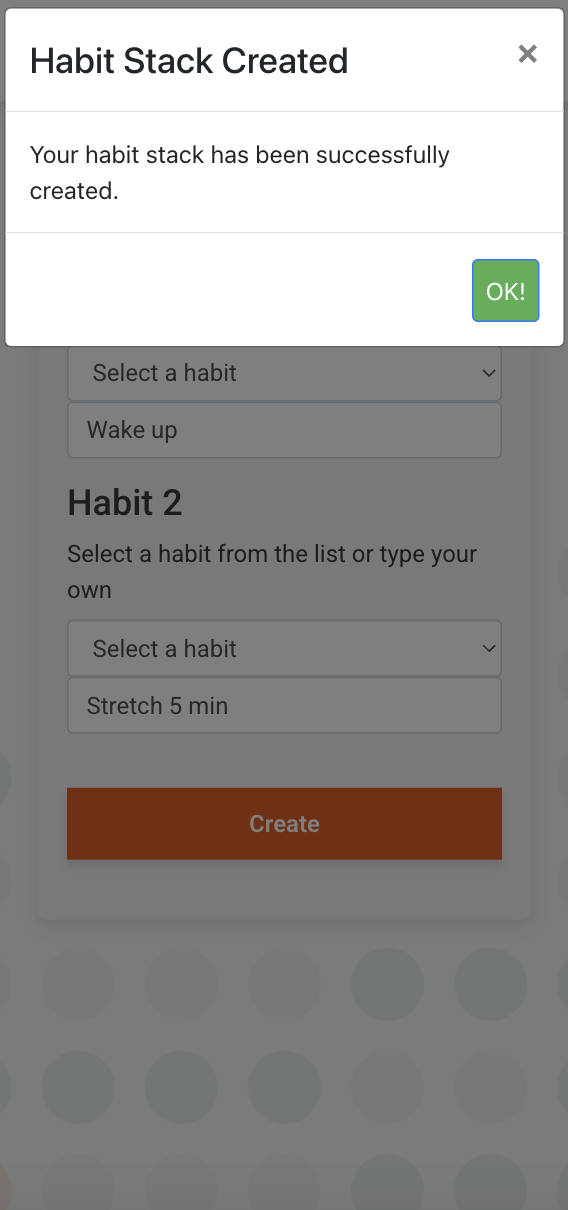 Habit Stack Created
×
Your habit stack has been successfully
created.
OK!
Select a habit
Wake up
Habit 2
Select a habit from the list or type your
own
Select a habit
Stretch 5 min
Create